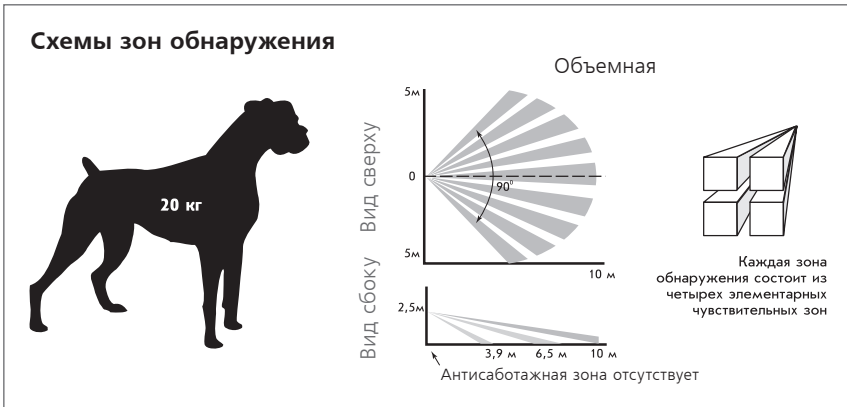 Схемы зон обнаружения
20 кг
Объемная
Вид сверху
5м
0
90⁰
5м
10 м
Каждая зона
обнаружения состоит из
четырех элементарных
чувствительных зон
Вид сбоку
2,5м
3,9 м 6,5 м 10 м
Антисаботажная зона отсутствует